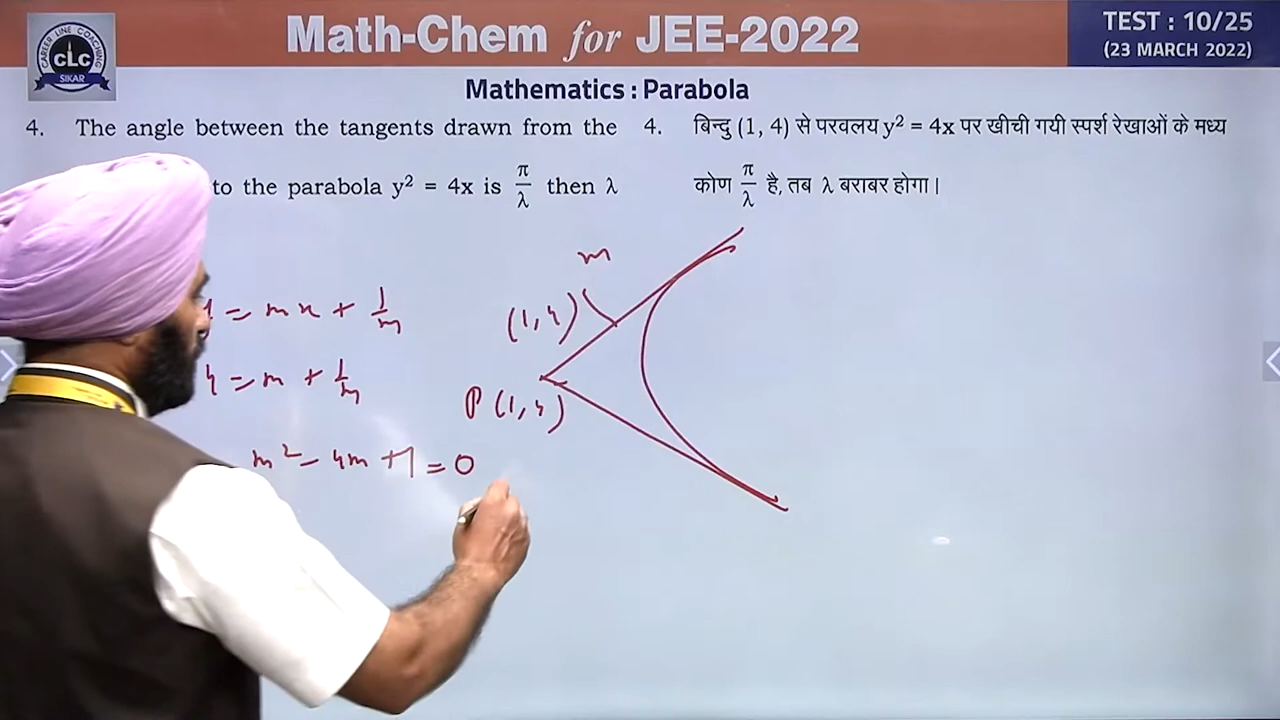 CAREER LINE COACHING
CLC
SIKAR
Math-Chem for JEE-2022
TEST : 10/25
(23 MARCH 2022)
Mathematics : Parabola
4. The angle between the tangents drawn from the
to the parabola y² = 4x is π/λ then λ
4. बिन्दु (1, 4) से परवलय y² = 4x पर खीची गयी स्पर्श रेखाओं के मध्य
कोण π/λ है, तब λ बराबर होगा।
= mx + 1/m
4 = m + 1/m
m² - 4m + 1 = 0
m
(1, 4)
P (1, 4)